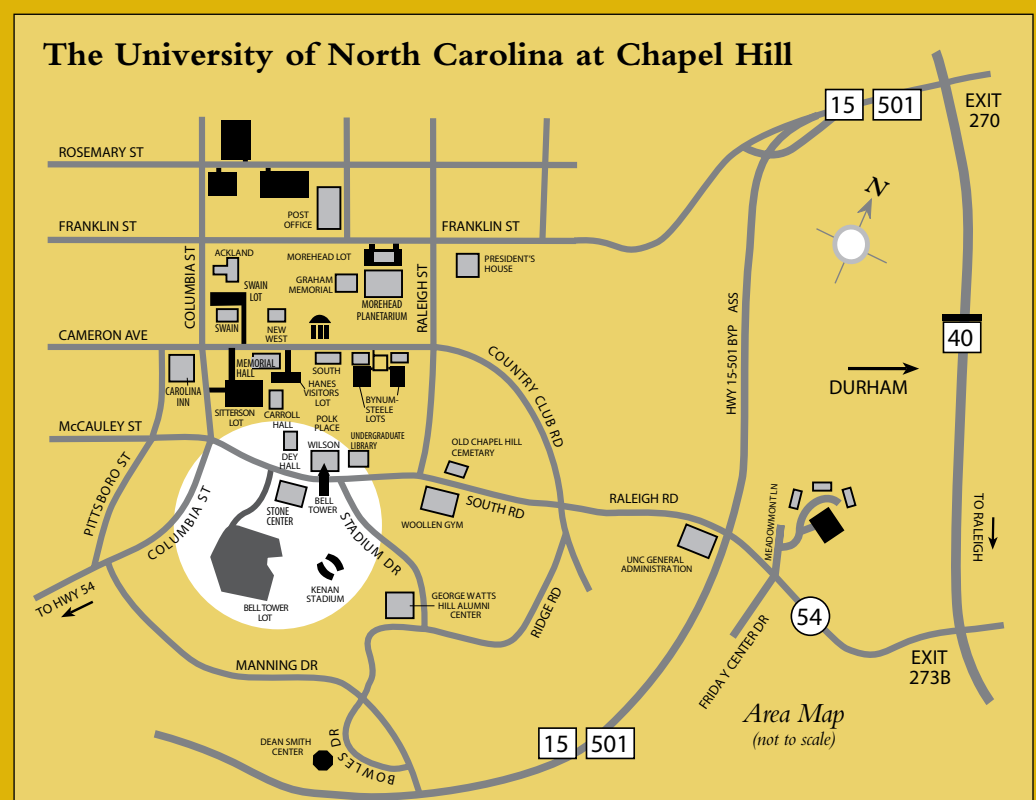 The University of North Carolina at Chapel Hill
15
501
EXIT
270
ROSEMARY ST
N
POST
OFFICE
FRANKLIN ST
FRANKLIN ST
ACKLAND
MOREHEAD LOT
PRESIDENT'S
HOUSE
COLUMBIA ST
SWAIN
LOT
GRAHAM
MEMORIAL
MOREHEAD
PLANETARIUM
RALEIGH ST
HWY 15-501 BYP ASS
SWAIN
NEW
WEST
CAMERON AVE
40
COUNTRY CLUB RD
DURHAM
CAROLINA
INN
MEMORIAL
HALL
SOUTH
HANES
VISITORS
LOT
BYNUM-
STEELE
LOTS
SITTERSON
LOT
CARROLL
HALL
POLK
PLACE
McCAULEY ST
UNDERGRADUATE
LIBRARY
WILSON
DEY
HALL
OLD CHAPEL HILL
CEMETARY
PITTSBORO ST
COLUMBIA ST
STONE
CENTER
BELL
TOWER
STADIUM DR
WOOLLEN GYM
SOUTH RD
RALEIGH RD
MEADOWMONT LN
TO RALEIGH
UNC GENERAL
ADMINISTRATION
KENAN
STADIUM
BELL TOWER
LOT
TO HWY 54
GEORGE WATTS
HILL ALUMNI
CENTER
RIDGE RD
54
FRIDA Y CENTER DR
EXIT
273B
MANNING DR
Area Map
(not to scale)
DEAN SMITH
CENTER
BOWLES DR
15
501